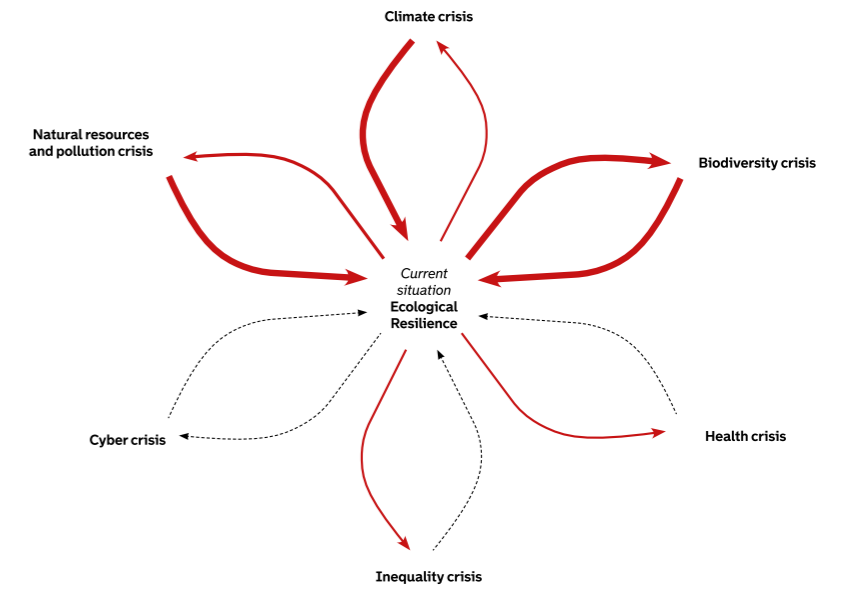 Climate crisis
Natural resources
and pollution crisis
Biodiversity crisis
Current
situation
Ecological
Resilience
Cyber crisis
Health crisis
Inequality crisis